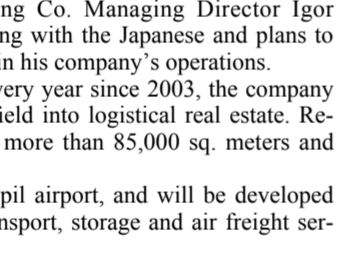 ng Co. Managing Director Igor
ng with the Japanese and plans to
in his company's operations.
very year since 2003, the company
ield into logistical real estate. Re-
more than 85,000 sq. meters and
pil airport, and will be developed
nsport, storage and air freight ser-